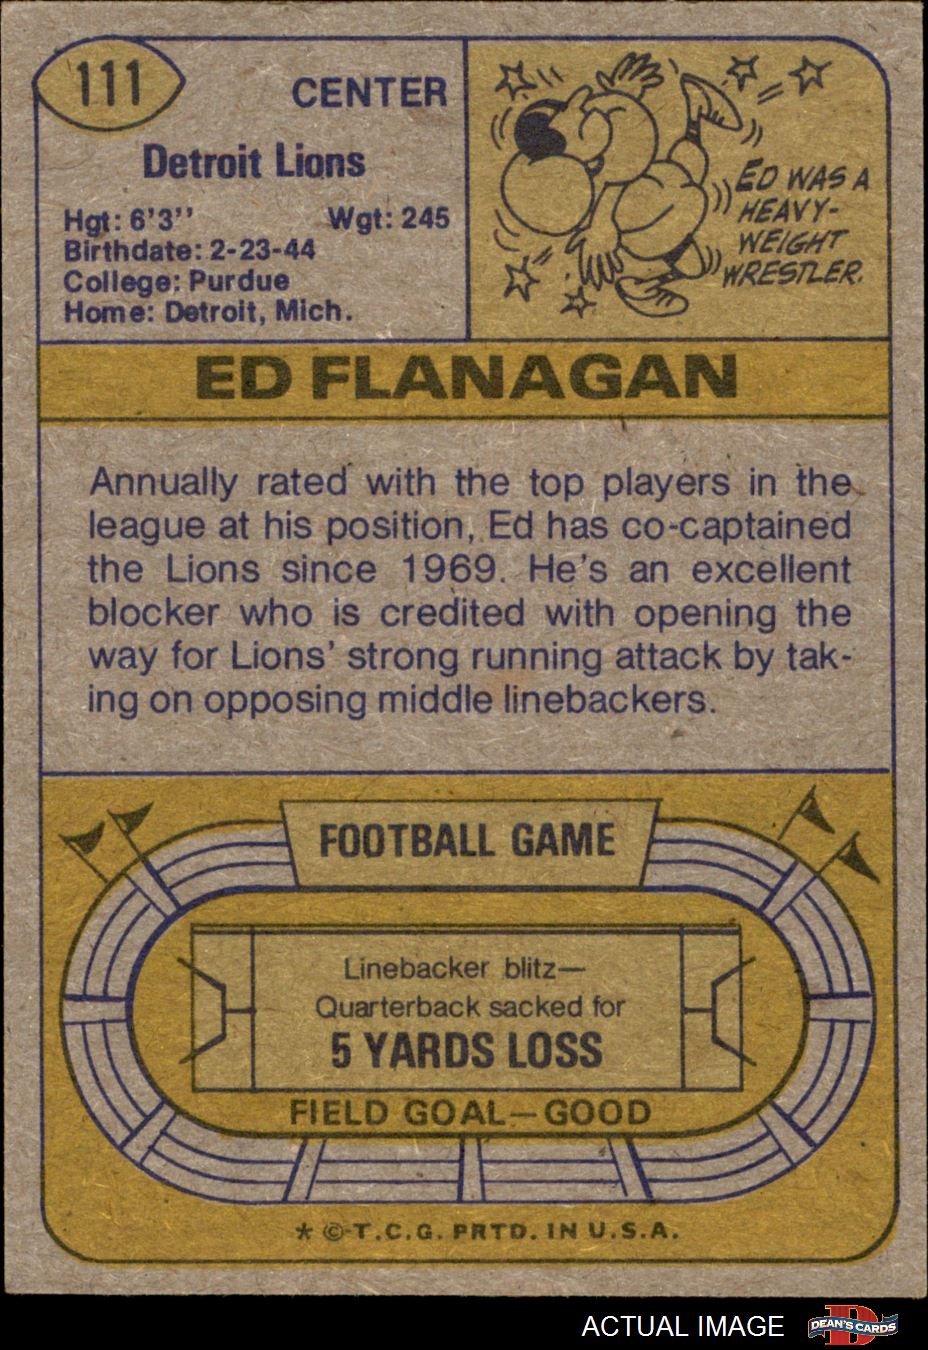 111
CENTER
Detroit Lions
Hgt: 6'3'' Wgt: 245
Birthdate: 2-23-44
College: Purdue
Home: Detroit, Mich.
ED WAS A
HEAVY-
WEIGHT
WRESTLER.
ED FLANAGAN
Annually rated with the top players in the
league at his position, Ed has co-captained
the Lions since 1969. He's an excellent
blocker who is credited with opening the
way for Lions' strong running attack by tak-
ing on opposing middle linebackers.
FOOTBALL GAME
Linebacker blitz—
Quarterback sacked for
5 YARDS LOSS
FIELD GOAL—GOOD
* © T.C.G. PRTD. IN U.S.A.
ACTUAL IMAGE
DEAN'S CARDS